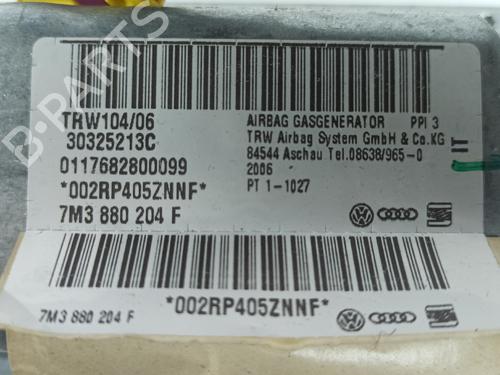 TRW104/06
30325213C
0117682800099
*002RP405ZNNF*
7M3 880 204 F
AIRBAG GASGENERATOR PPI 3
TRW Airbag System GmbH & Co.KG
84544 Aschau Tel.08638/965-0
2006
PT 1-1027
IT
*002RP405ZNNF*
7M3 880 204 F
B-PARTS